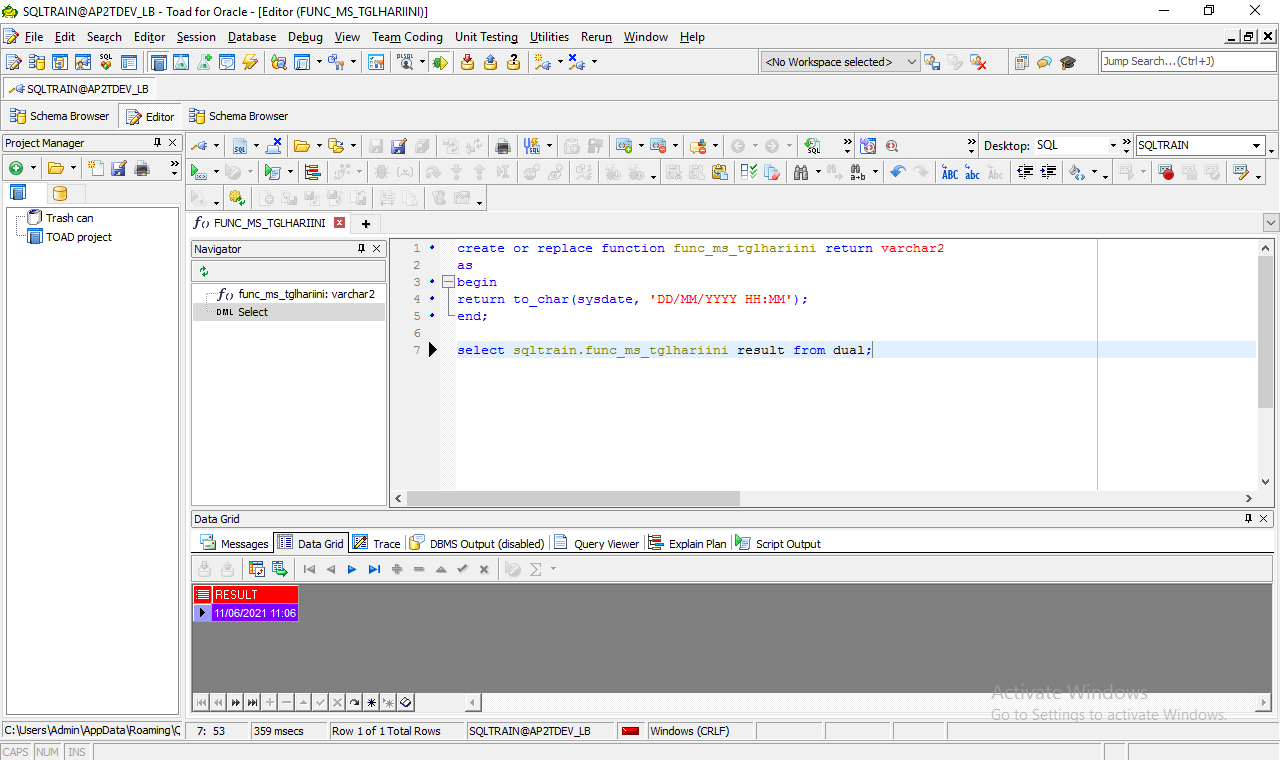 SQLTRAIN@AP2TDEV_LB - Toad for Oracle - [Editor (FUNC_MS_TGLHARIINI)]
File Edit Search Editor Session Database Debug View Team Coding Unit Testing Utilities Rerun Window Help
<No Workspace selected> Jump Search...(Ctrl+J)
SQLTRAIN@AP2TDEV_LB
Schema Browser Editor Schema Browser
Project Manager
Desktop: SQL SQLTRAIN
Trash can
TOAD project
FUNC_MS_TGLHARIINI
Navigator
func_ms_tglhariini: varchar2
DML Select
1 create or replace function func_ms_tglhariini return varchar2
2 as
3 begin
4 return to_char(sysdate, 'DD/MM/YYYY HH:MM');
5 end;
6
7 select sqltrain.func_ms_tglhariini result from dual;
Data Grid
Messages Data Grid Trace DBMS Output (disabled) Query Viewer Explain Plan Script Output
RESULT
11/06/2021 11:06
Activate Windows
Go to Settings to activate Windows.
C:\Users\Admin\AppData\Roaming\Q 7: 53 359 msecs Row 1 of 1 Total Rows SQLTRAIN@AP2TDEV_LB Windows (CRLF)
CAPS NUM INS